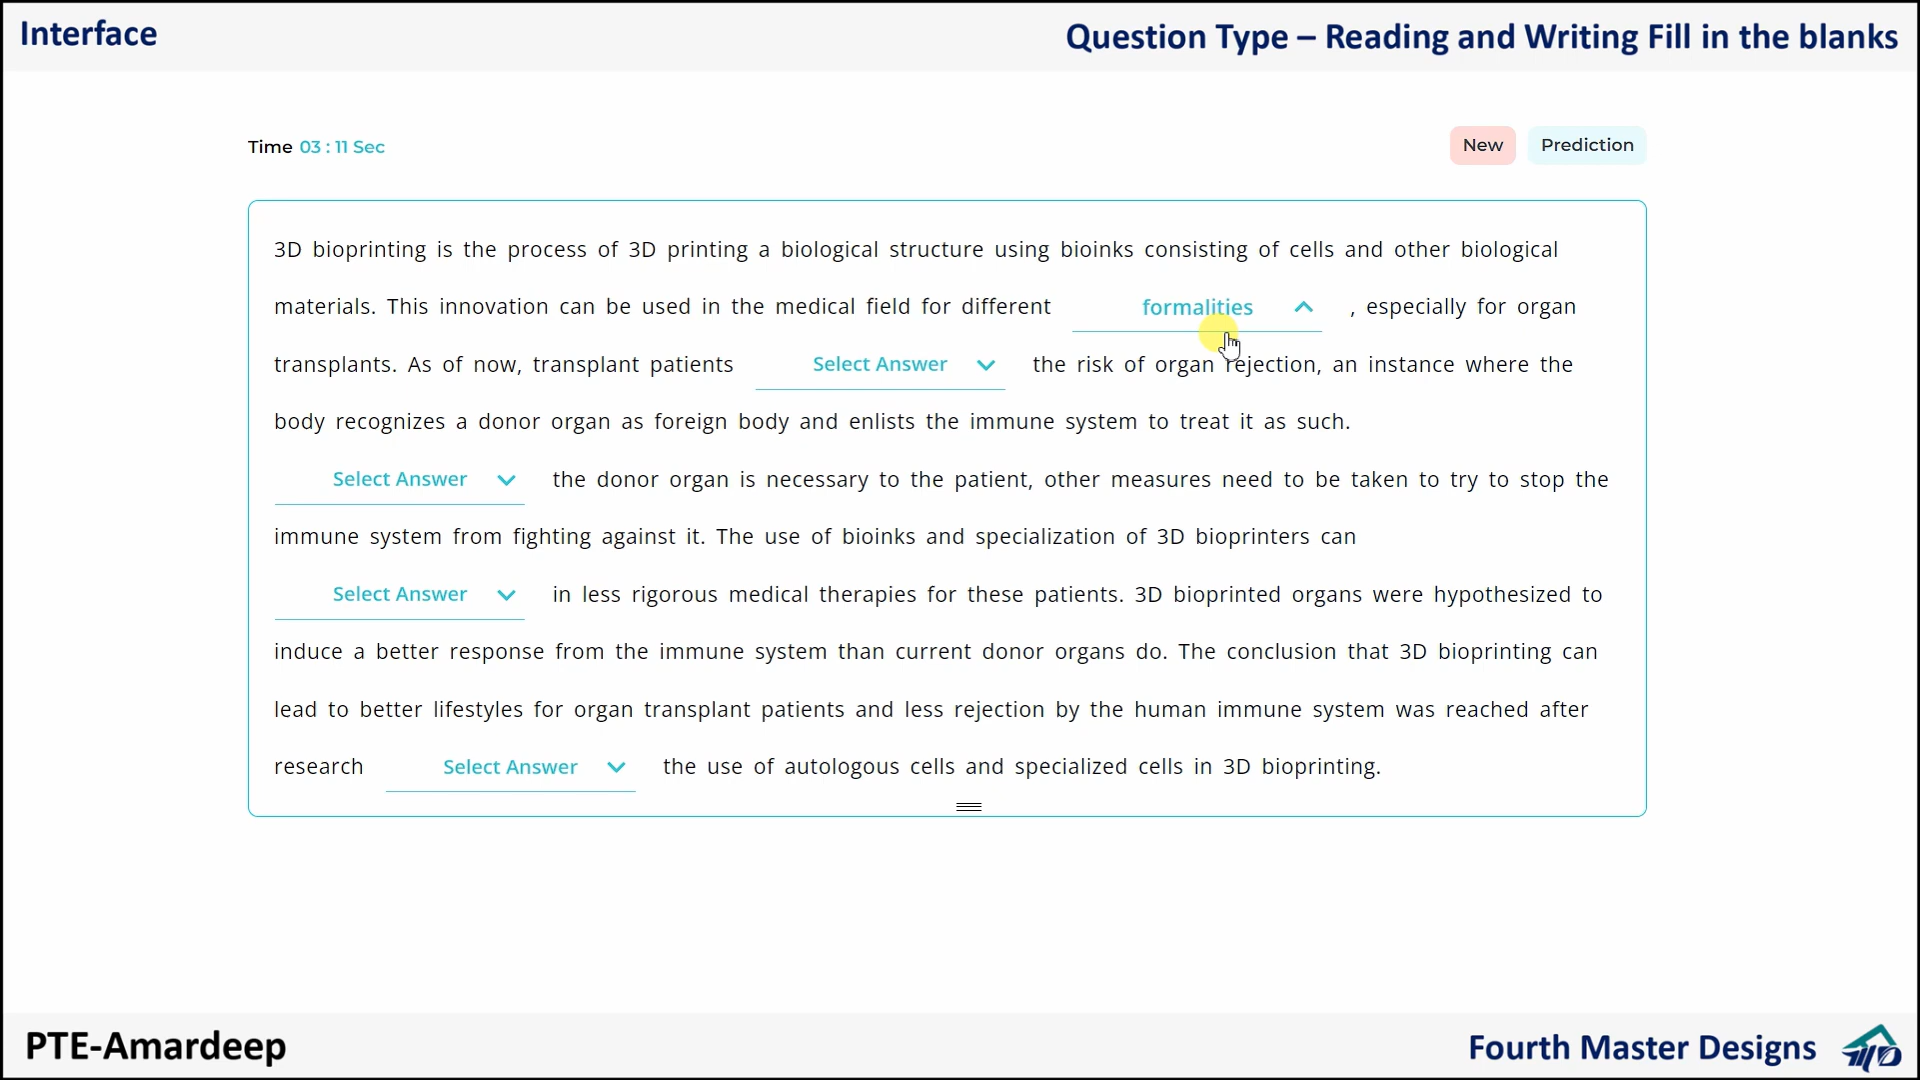 Interface
Question Type – Reading and Writing Fill in the blanks
Time 03 : 11 Sec
New
Prediction
3D bioprinting is the process of 3D printing a biological structure using bioinks consisting of cells and other biological
materials. This innovation can be used in the medical field for different formalities , especially for organ
transplants. As of now, transplant patients Select Answer the risk of organ rejection, an instance where the
body recognizes a donor organ as foreign body and enlists the immune system to treat it as such.
Select Answer the donor organ is necessary to the patient, other measures need to be taken to try to stop the
immune system from fighting against it. The use of bioinks and specialization of 3D bioprinters can
Select Answer in less rigorous medical therapies for these patients. 3D bioprinted organs were hypothesized to
induce a better response from the immune system than current donor organs do. The conclusion that 3D bioprinting can
lead to better lifestyles for organ transplant patients and less rejection by the human immune system was reached after
research Select Answer the use of autologous cells and specialized cells in 3D bioprinting.
PTE-Amardeep
Fourth Master Designs